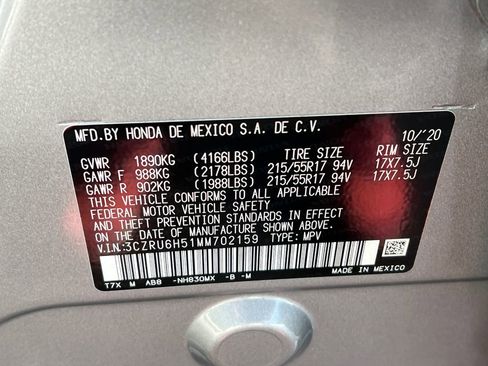 MFD.BY HONDA DE MEXICO S.A. DE C.V. 10/'20
GVWR 1890KG (4166LBS) TIRE SIZE RIM SIZE
GAWR F 988KG (2178LBS) 215/55R17 94V 17X7.5J
GAWR R 902KG (1988LBS) 215/55R17 94V 17X7.5J
THIS VEHICLE CONFORMS TO ALL APPLICABLE
FEDERAL MOTOR VEHICLE SAFETY
AND THEFT PREVENTION STANDARDS IN EFFECT
ON THE DATE OF MANUFACTURE SHOWN ABOVE.
V.I.N:3CZRU6H51MM702159 TYPE: MPV
T7X M AB8 -NH830MX -B -M MADE IN MEXICO